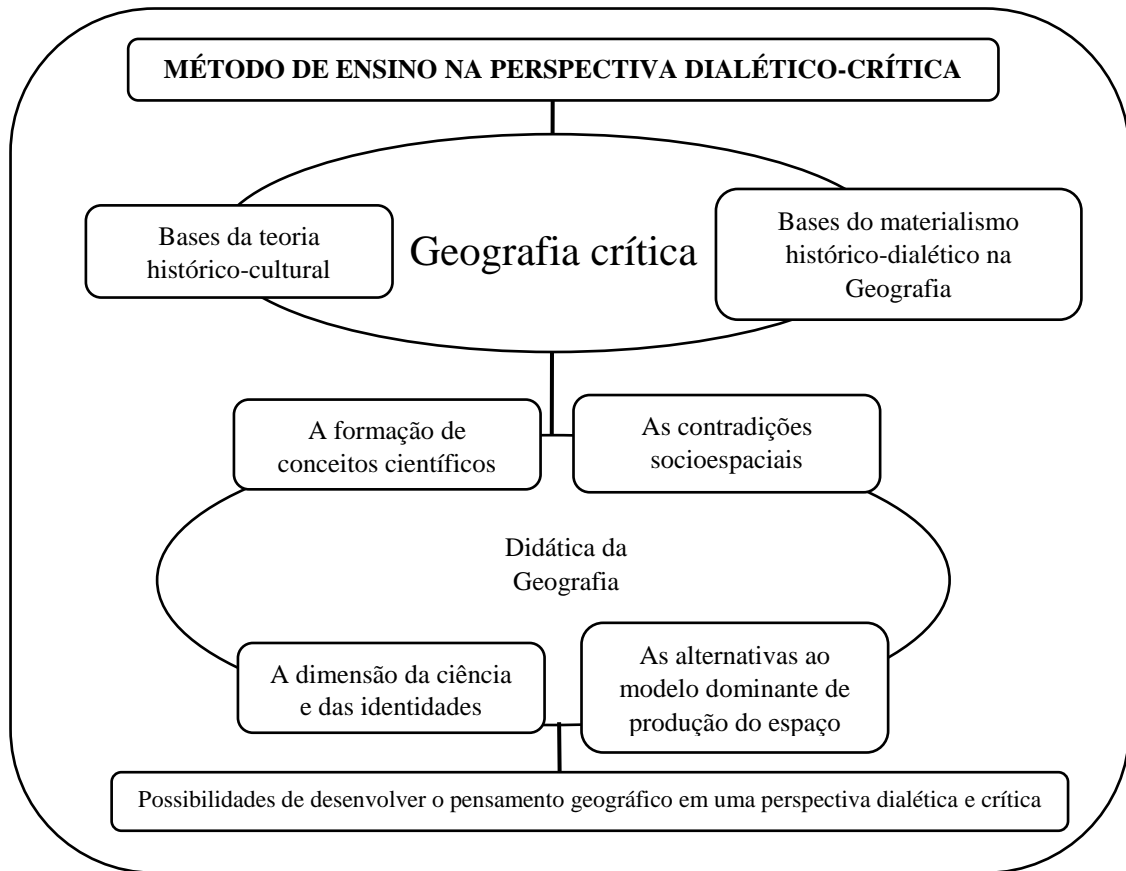 MÉTODO DE ENSINO NA PERSPECTIVA DIALÉTICO-CRÍTICA
Bases da teoria
histórico-cultural
Geografia crítica
Bases do materialismo
histórico-dialético na
Geografia
A formação de
conceitos científicos
As contradições
socioespaciais
Didática da
Geografia
A dimensão da ciência
e das identidades
As alternativas ao
modelo dominante de
produção do espaço
Possibilidades de desenvolver o pensamento geográfico em uma perspectiva dialética e crítica